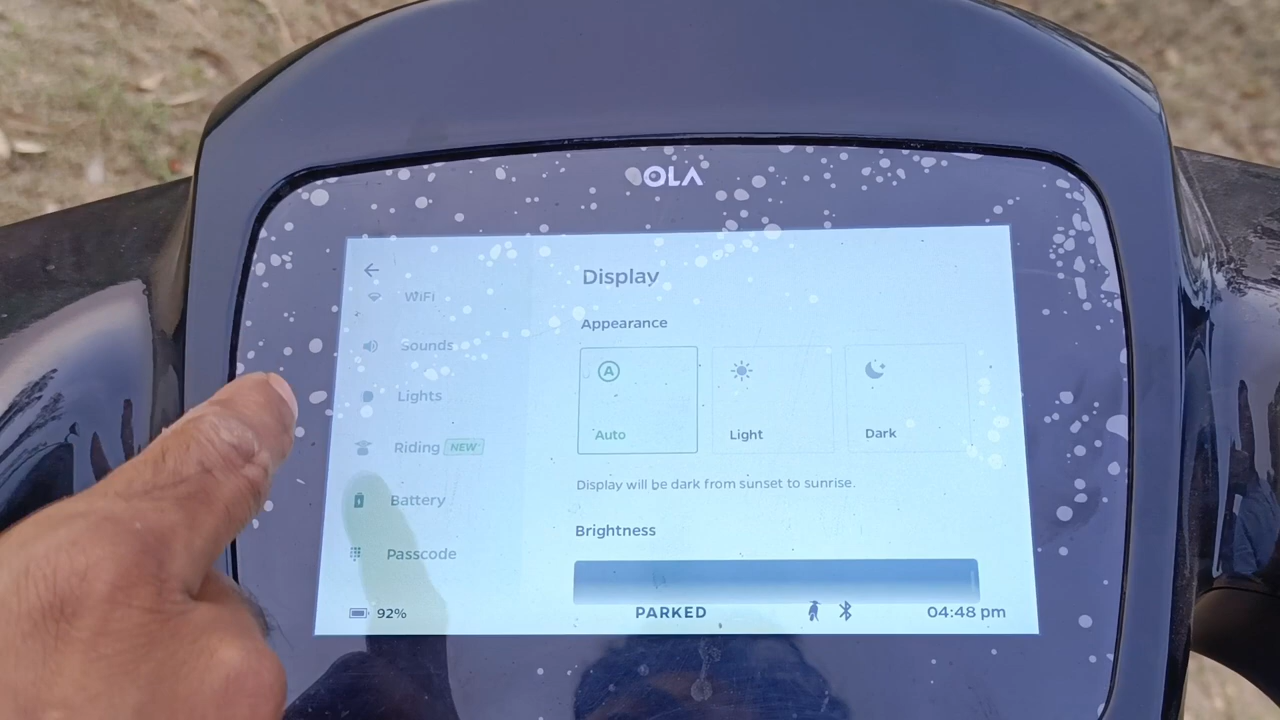 OLA
WiFi
Sounds
Lights
Riding NEW
Battery
Passcode
Display
Appearance
A
Auto
Light
Dark
Display will be dark from sunset to sunrise.
Brightness
92%
PARKED
04:48 pm